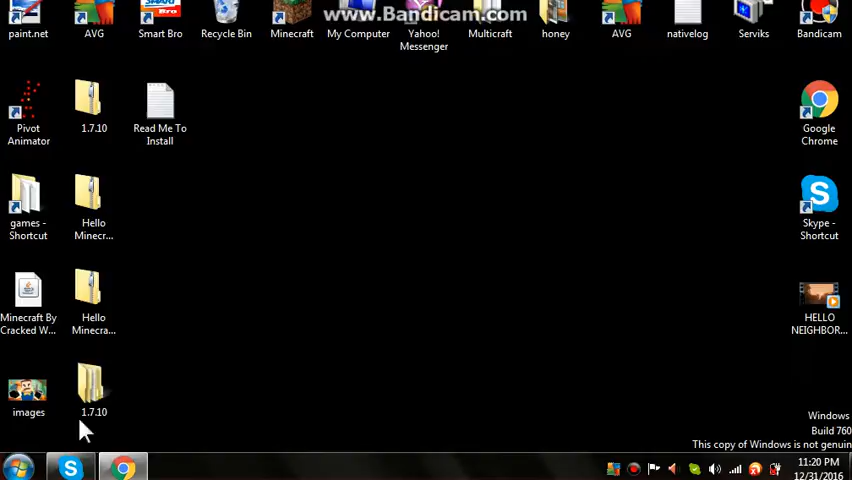 www.Bandicam.com
paint.net
AVG
Smart Bro
Recycle Bin
Minecraft
My Computer
Yahoo!
Messenger
Multicraft
honey
AVG
nativelog
Serviks
Bandicam
Pivot
Animator
1.7.10
Read Me To
Install
Google
Chrome
games -
Shortcut
Hello
Minecr...
Skype -
Shortcut
Minecraft By
Cracked W...
Hello
Minecra...
HELLO
NEIGHBOR...
images
1.7.10
Windows
Build 760
This copy of Windows is not genuin
11:20 PM
12/31/2016